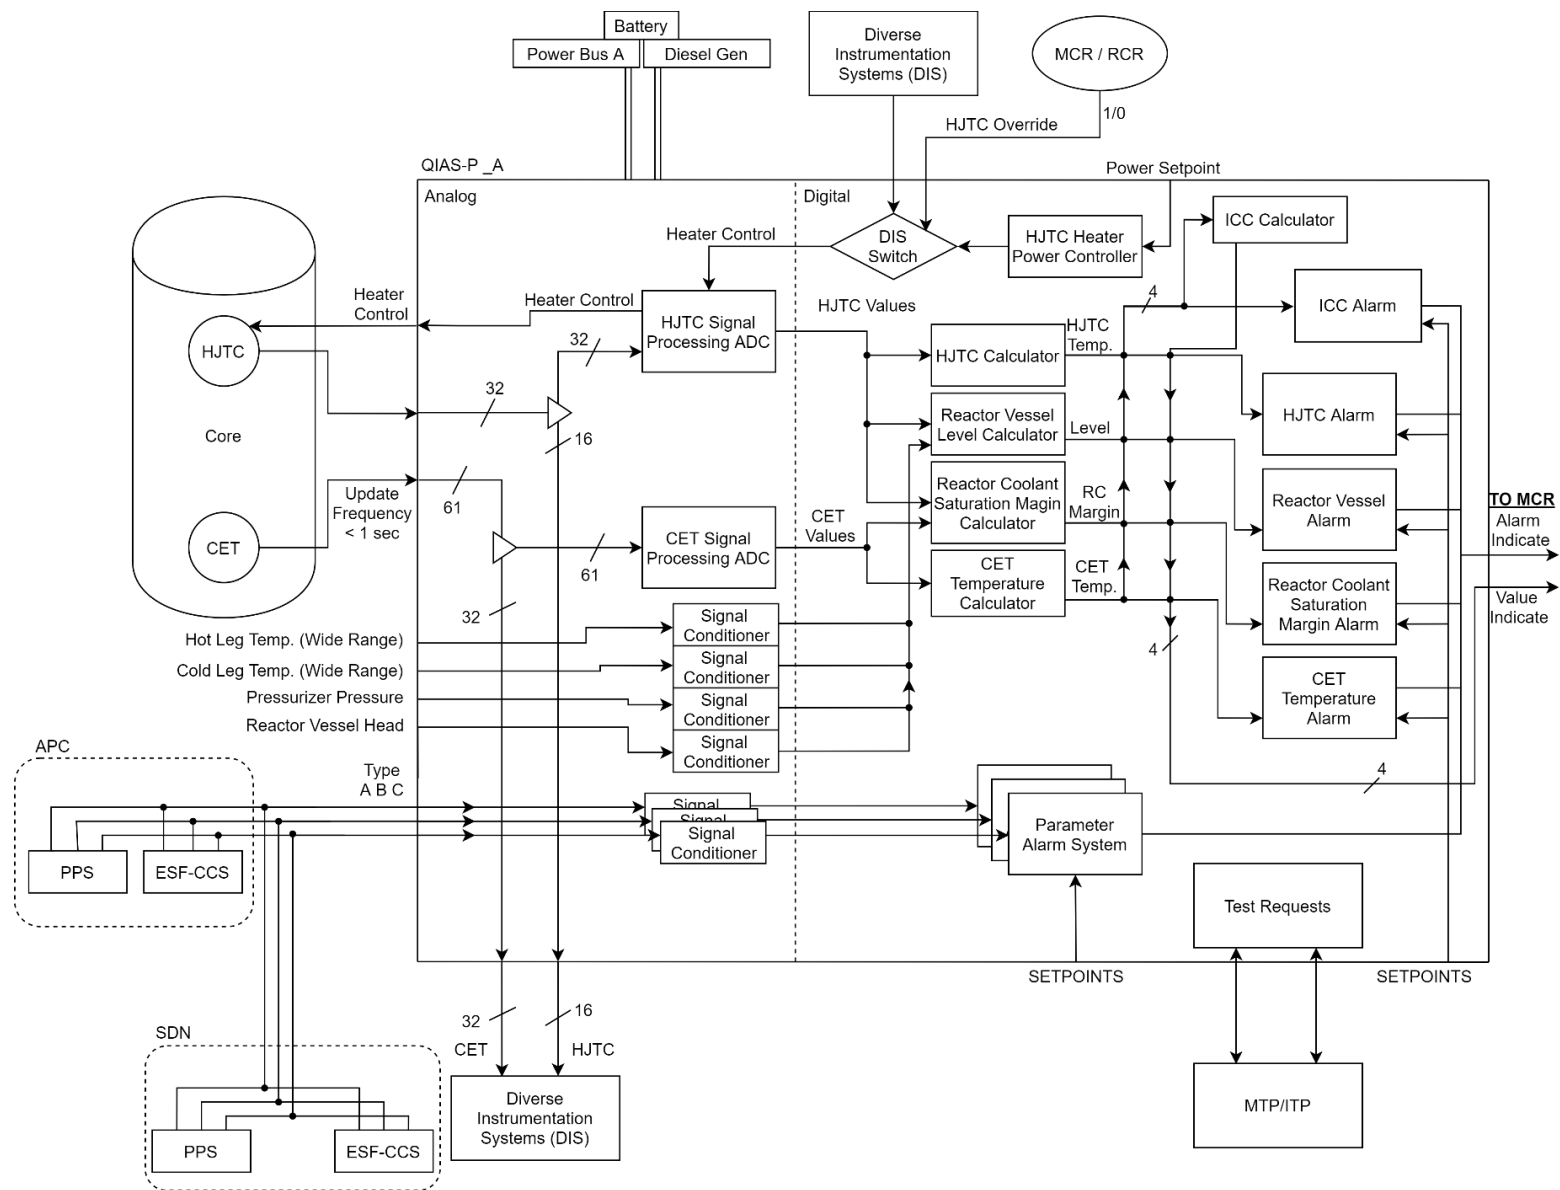 Battery
Power Bus A
Diesel Gen
Diverse
Instrumentation
Systems (DIS)
MCR / RCR
1/0
HJTC Override
QIAS-P _A
Power Setpoint
Analog
Digital
ICC Calculator
DIS
Switch
HJTC Heater
Power Controller
Heater Control
Heater
Control
Heater Control
HJTC Signal
Processing ADC
HJTC Values
4
ICC Alarm
HJTC
32
HJTC
Temp.
HJTC Calculator
32
Core
16
Reactor Vessel
Level Calculator
Level
HJTC Alarm
61
Update
Frequency
< 1 sec
CET
61
CET Signal
Processing ADC
CET
Values
Reactor Coolant
Saturation Magin
Calculator
RC
Margin
Reactor Vessel
Alarm
TO MCR
Alarm
Indicate
CET
Temperature
Calculator
CET
Temp.
Reactor Coolant
Saturation
Margin Alarm
Value
Indicate
32
Hot Leg Temp. (Wide Range)
Signal
Conditioner
4
Cold Leg Temp. (Wide Range)
Signal
Conditioner
Pressurizer Pressure
Signal
Conditioner
CET
Temperature
Alarm
Reactor Vessel Head
Signal
Conditioner
APC
Type
A B C
4
Signal
Signal
Signal
Conditioner
Parameter
Alarm System
PPS
ESF-CCS
Test Requests
SETPOINTS
SETPOINTS
32
16
CET
HJTC
SDN
Diverse
Instrumentation
Systems (DIS)
MTP/ITP
PPS
ESF-CCS